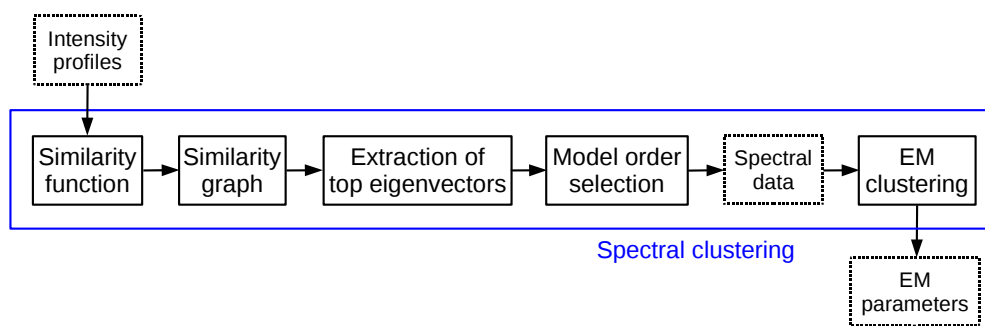 Intensity
profiles
Similarity
function
Similarity
graph
Extraction of
top eigenvectors
Model order
selection
Spectral
data
EM
clustering
Spectral clustering
EM
parameters